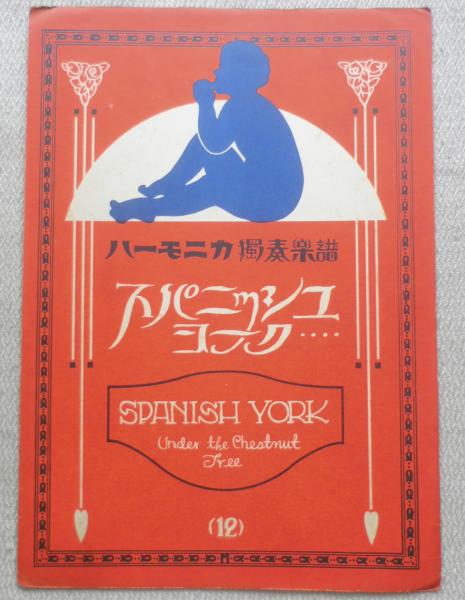 ハーモニカ獨奏樂譜
スパニッシュ
ヨーク····
SPANISH YORK
Under the Chestnut
Tree
(12)